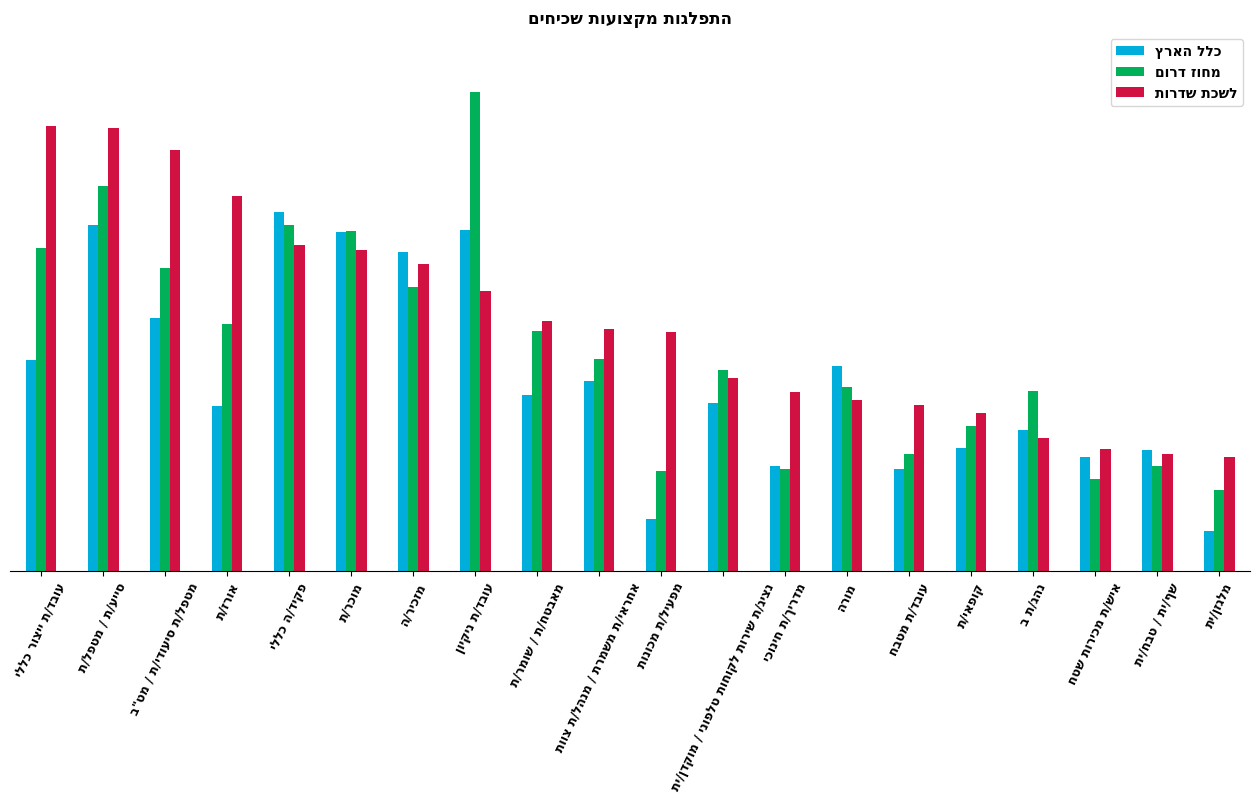 התפלגות מקצועות שכיחים
כלל הארץ
מחוז דרום
לשכת שדרות
עובד/ת ייצור כללי
סייע/ת / מטפל/ת
מטפל/ת סיעודי/ת / מט"ב
אורז/ת
פקיד/ה כללי
מוכר/ת
מזכיר/ה
עובד/ת ניקיון
מאבטח/ת / שומר/ת
אחראי/ת משמרת / מנהל/ת צוות
מפעיל/ת מכונות
נציג/ת שירות לקוחות טלפוני / מוקדן/ית
מדריך/ת חינוכי
מורה
עובד/ת מטבח
קופאי/ת
נהג/ת ב
איש/ת מכירות שטח
שף/ית / טבח/ית
מלגזן/ית